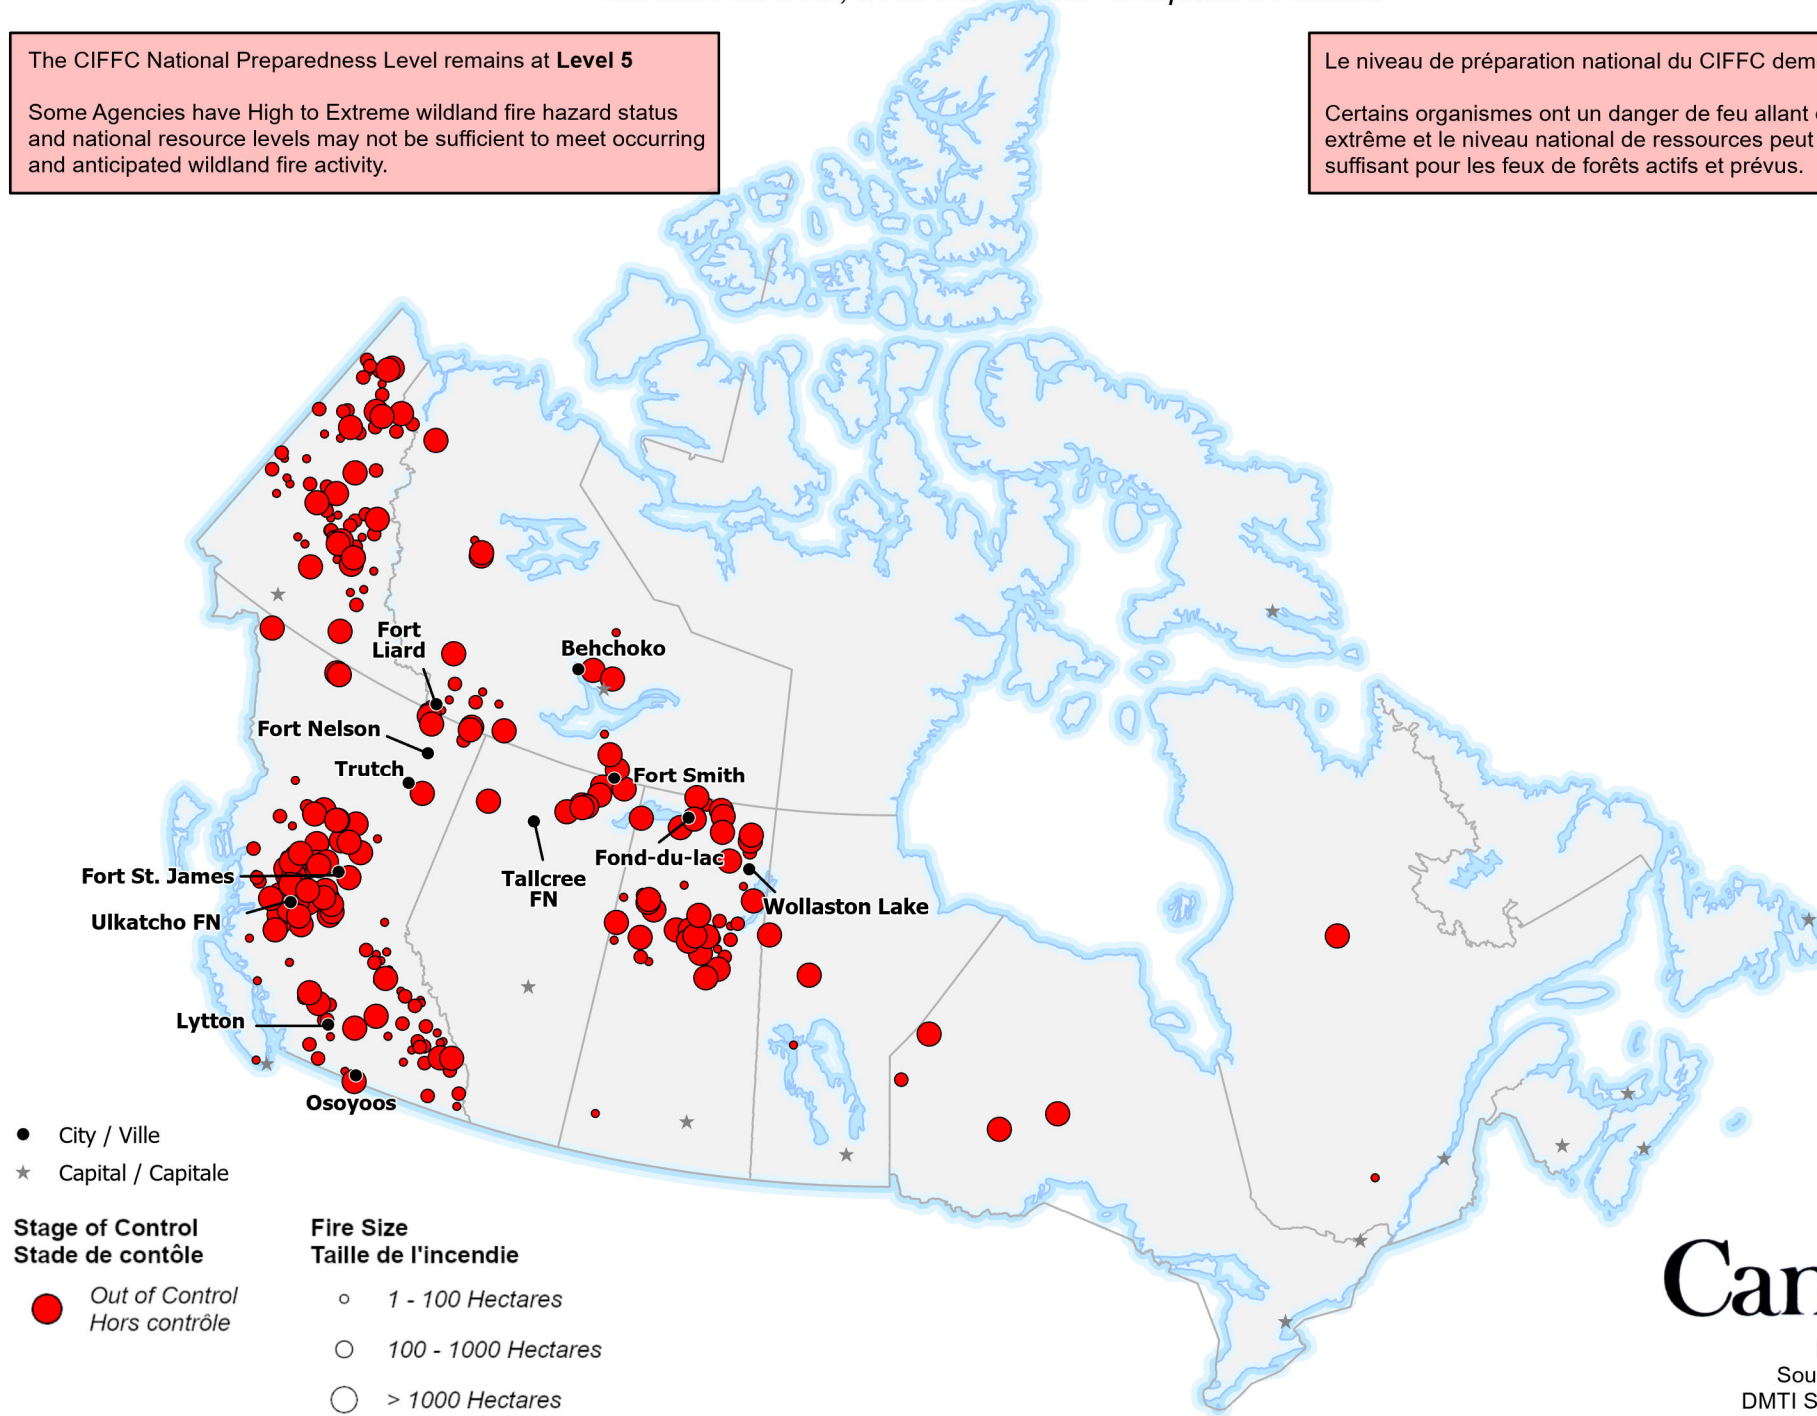 The CIFFC National Preparedness Level remains at Level 5
Some Agencies have High to Extreme wildland fire hazard status
and national resource levels may not be sufficient to meet occurring
and anticipated wildland fire activity.
Le niveau de préparation national du CIFFC
Certains organismes ont un danger de feu allant
extrême et le niveau national de ressources peut
suffisant pour les feux de forêts actifs et prévus.
Fort
Liard
Behchoko
Fort Nelson
Trutch
Fort Smith
Fond-du-lac
Tallcree
FN
Fort St. James
Ulkatcho FN
Wollaston Lake
Lytton
Osoyoos
City / Ville
Capital / Capitale
Stage of Control
Stade de contôle
Out of Control
Hors contrôle
Fire Size
Taille de l'incendie
1 - 100 Hectares
100 - 1000 Hectares
> 1000 Hectares
DMTI